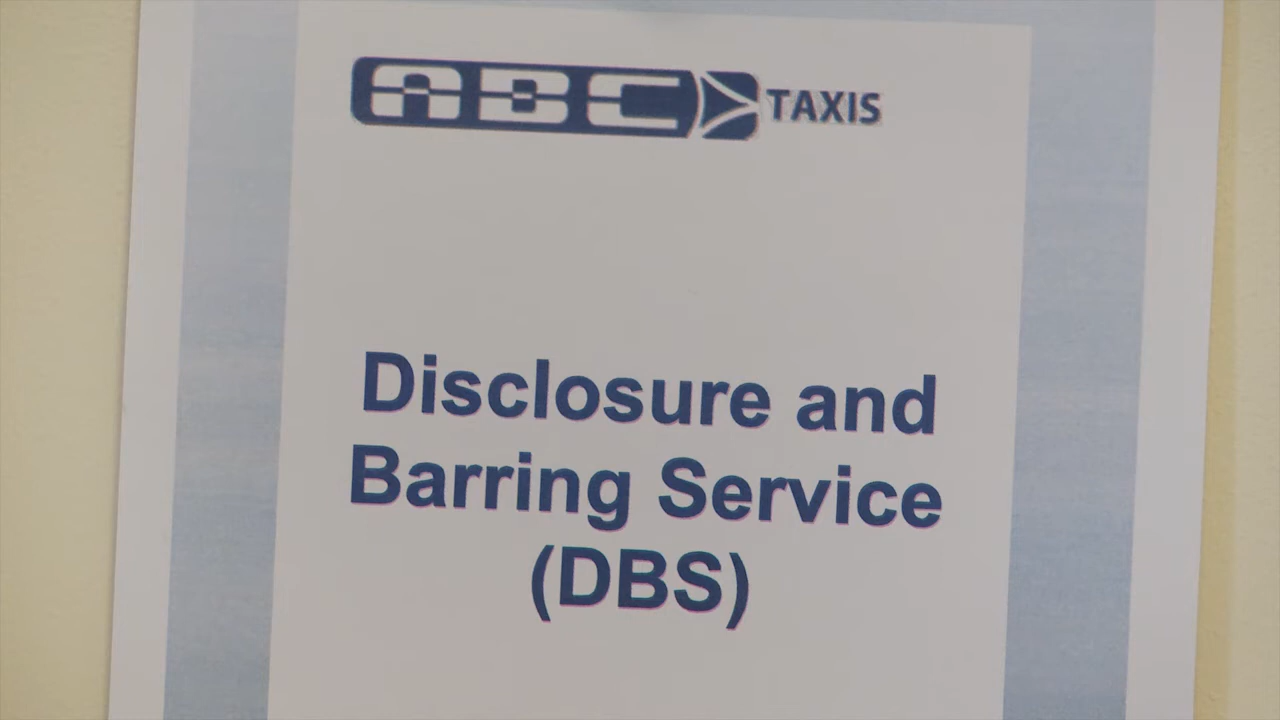 ABC TAXIS
Disclosure and
Barring Service
(DBS)